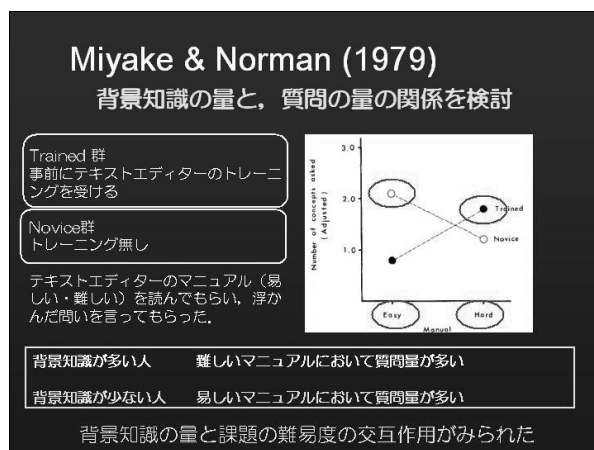 Miyake & Norman (1979)
背景知識の量と，質問の量の関係を検討
Trained 群
事前にテキストエディターのトレーニ
ングを受ける
Novice群
トレーニング無し
テキストエディターのマニュアル（易
しい・難しい）を読んでもらい，浮か
んだ問いを言ってもらった．
Number of concepts asked
(Adjusted)
3.0
2.0
1.0
Trained
Novice
Easy
Hard
Manual
背景知識が多い人 難しいマニュアルにおいて質問量が多い
背景知識が少ない人 易しいマニュアルにおいて質問量が多い
背景知識の量と課題の難易度の交互作用がみられた